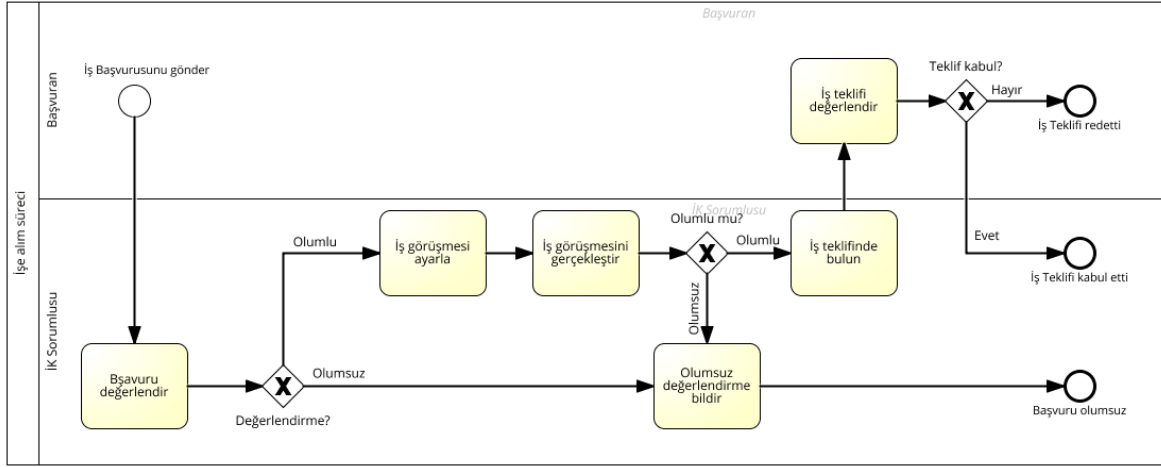 Başvuran
İş Başvurusunu gönder
Teklif kabul?
Başvuran
İş teklifi
değerlendir
Hayır
İş Teklifi redetti
İşe alım süreci
İK Sorumlusu
İK Sorumlusu
Olumlu
İş görüşmesi
ayarla
İş görüşmesini
gerçekleştir
Olumlu mu?
Olumlu
İş teklifinde
bulun
Evet
İş Teklifi kabul etti
Olumsuz
Bşavuru
değerlendir
Olumsuz
Değerlendirme?
Olumsuz
değerlendirme
bildir
Başvuru olumsuz